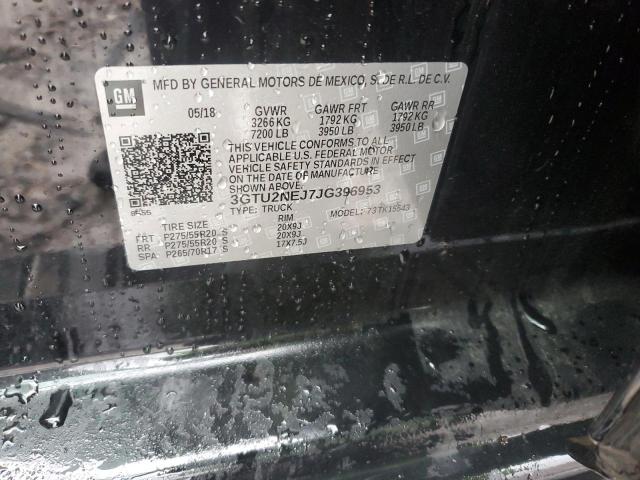 GM
MFD BY GENERAL MOTORS DE MEXICO, S. DE R.L. DE C.V.
05/18 GVWR GAWR FRT GAWR RR
3266 KG 1792 KG 1792 KG
7200 LB 3950 LB 3950 LB
THIS VEHICLE CONFORMS TO ALL
APPLICABLE U.S. FEDERAL MOTOR
VEHICLE SAFETY STANDARDS IN EFFECT
ON THE DATE OF MANUFACTURE
SHOWN ABOVE.
3GTU2NEJ7JG396953
TYPE: TRUCK MODEL: 73TK15543
TIRE SIZE RIM
FRT P275/55R20 S 20X9J
RR P275/55R20 S 20X9J
SPA P265/70R17 S 17X7.5J